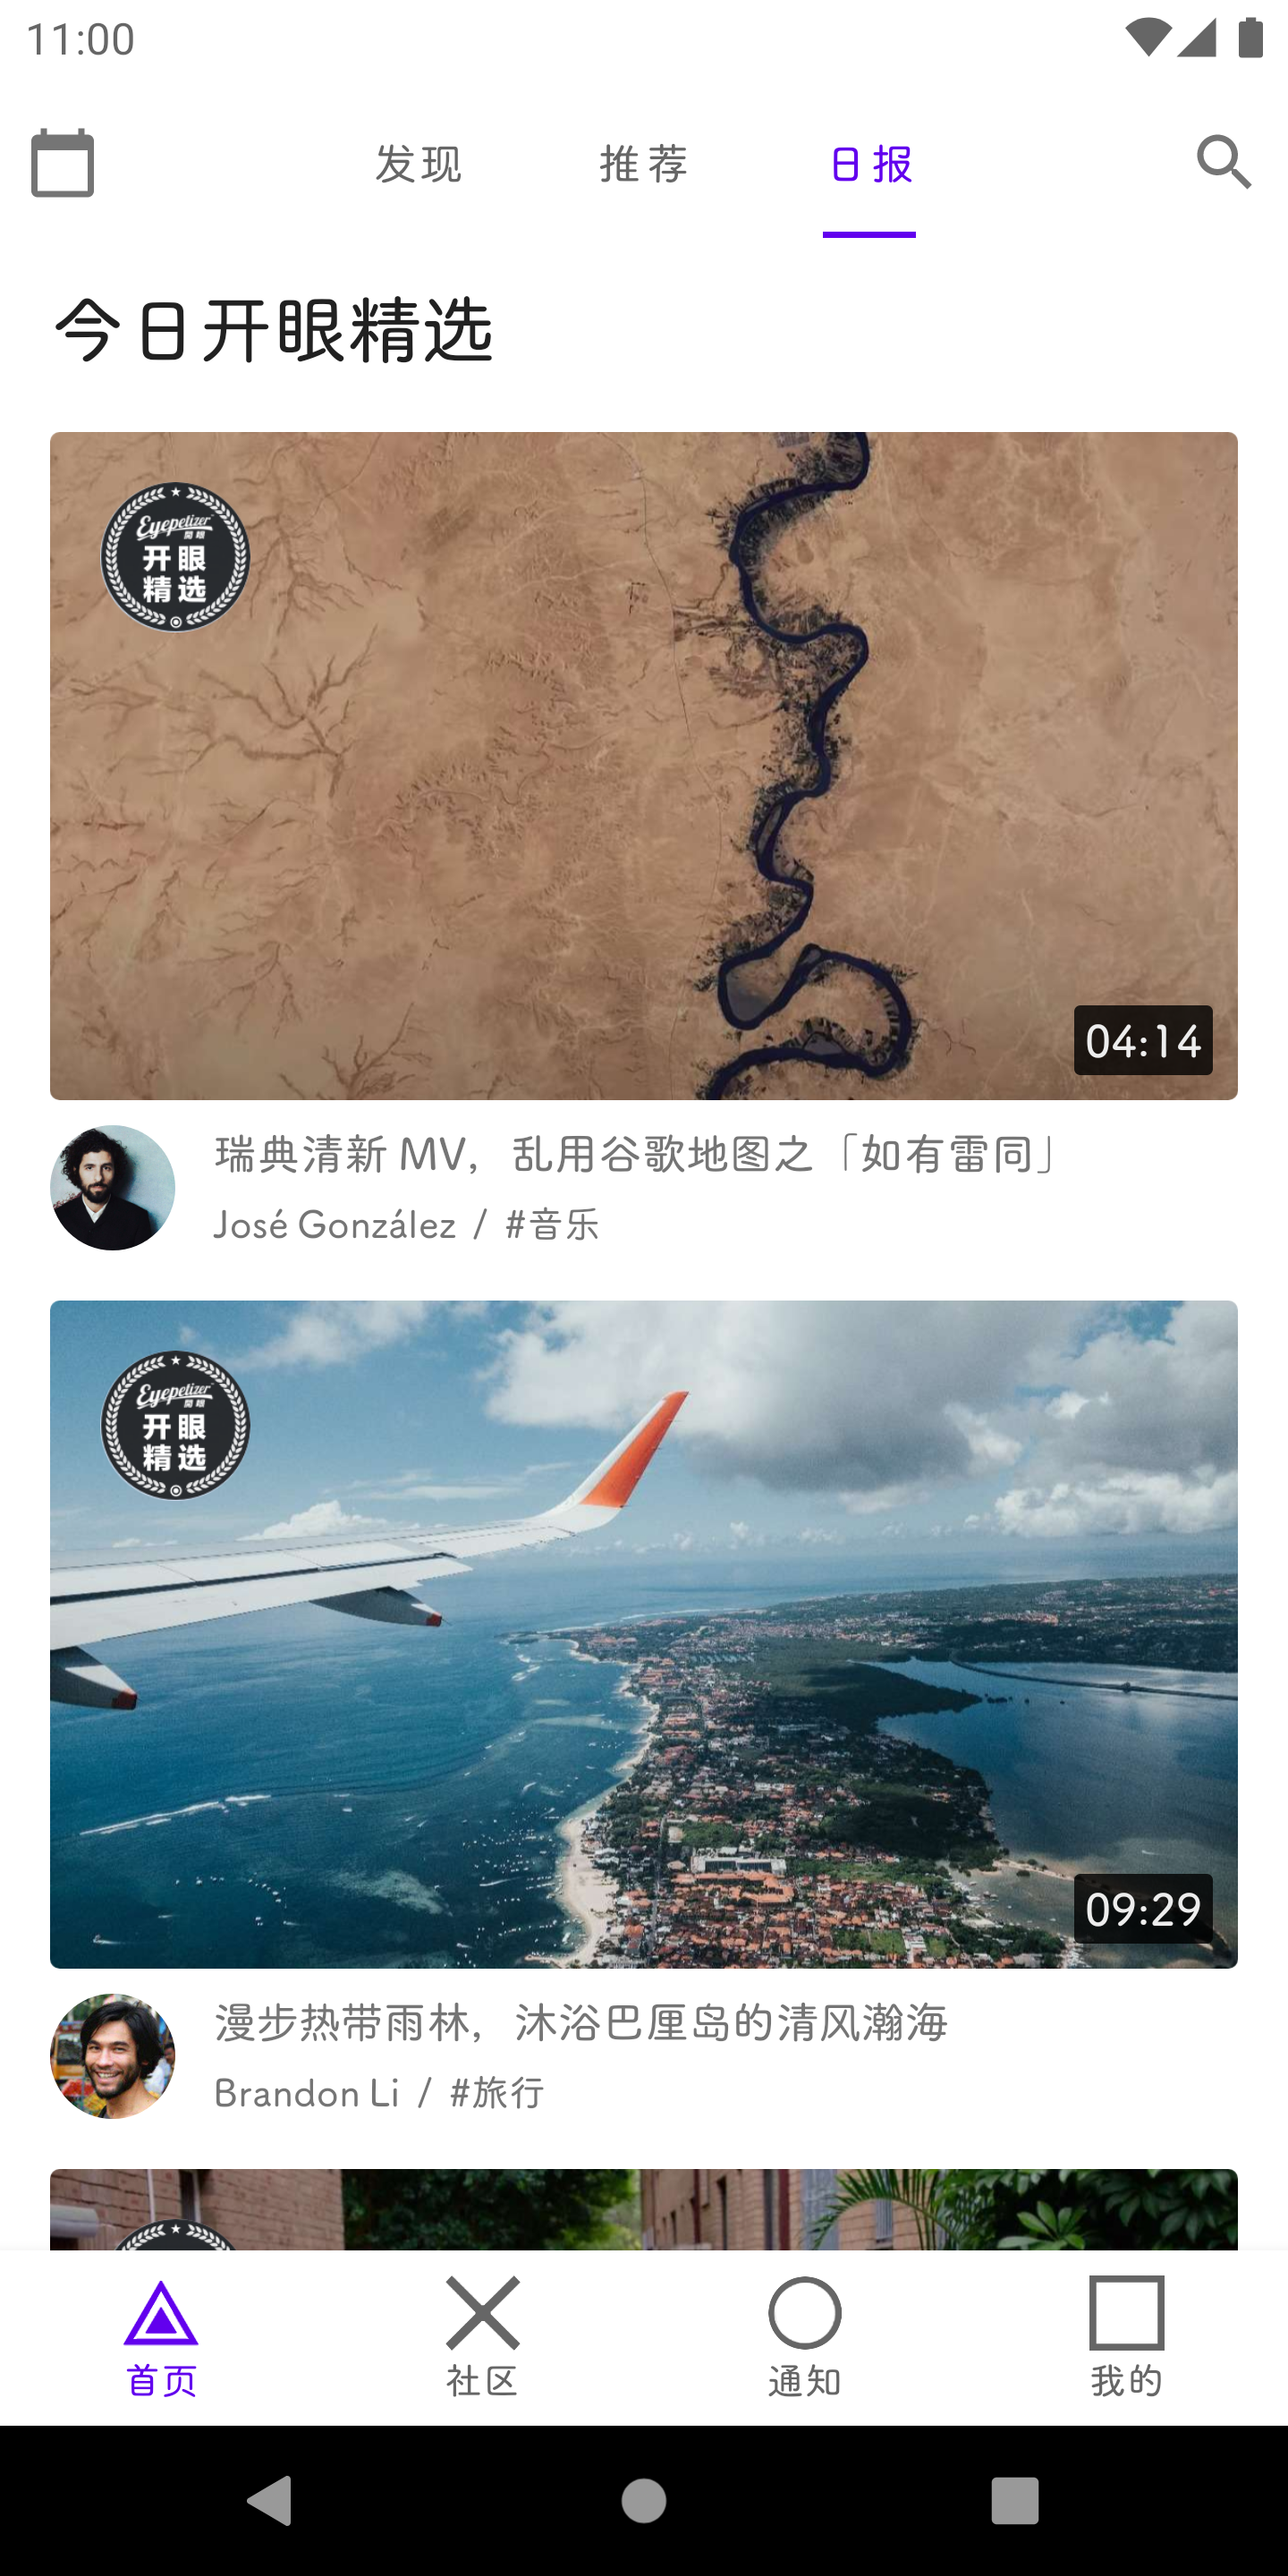 11:00
发现 推荐 日报
今日开眼精选
Eyepetizer
開眼
开眼
精选
04:14
瑞典清新 MV，乱用谷歌地图之「如有雷同」
José González / #音乐
Eyepetizer
開眼
开眼
精选
09:29
漫步热带雨林，沐浴巴厘岛的清风瀚海
Brandon Li / #旅行
首页 社区 通知 我的